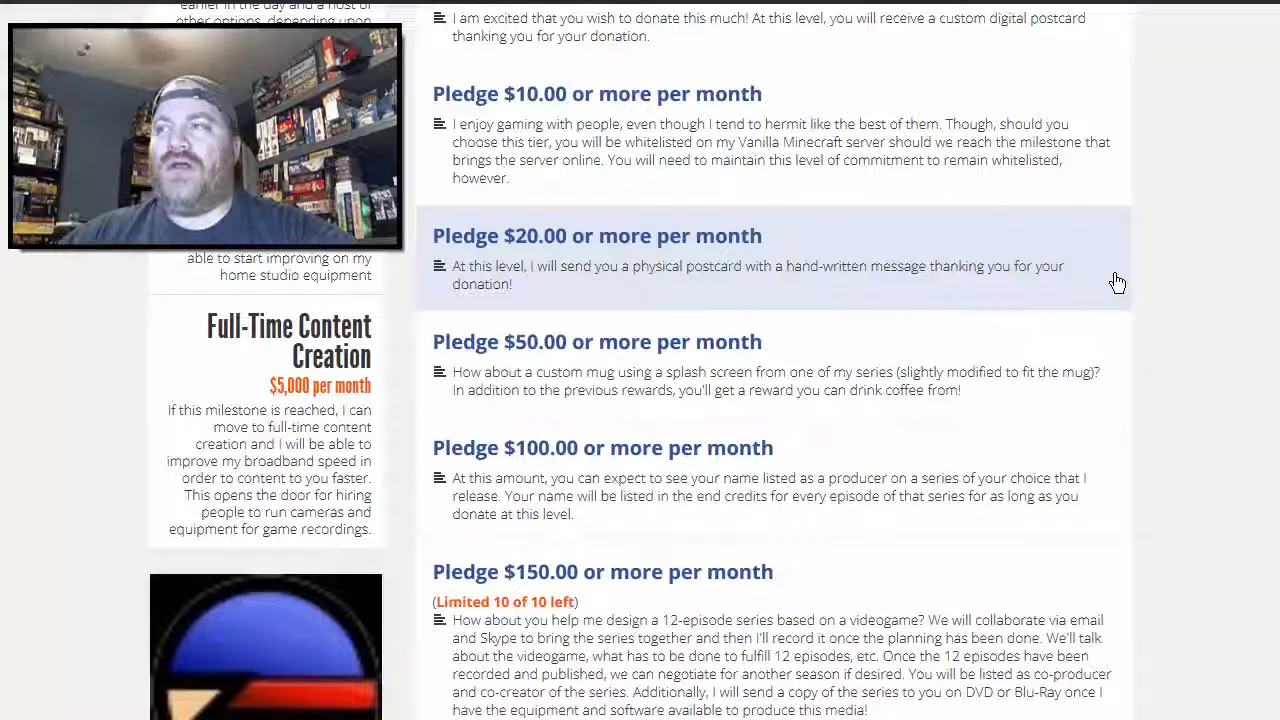 earlier in the day and a host of
other options, depending upon
able to start improving on my
home studio equipment
Full-Time Content
Creation
$5,000 per month
If this milestone is reached, I can
move to full-time content
creation and I will be able to
improve my broadband speed in
order to content to you faster.
This opens the door for hiring
people to run cameras and
equipment for game recordings.
I am excited that you wish to donate this much! At this level, you will receive a custom digital postcard
thanking you for your donation.
Pledge $10.00 or more per month
I enjoy gaming with people, even though I tend to hermit like the best of them. Though, should you
choose this tier, you will be whitelisted on my Vanilla Minecraft server should we reach the milestone that
brings the server online. You will need to maintain this level of commitment to remain whitelisted,
however.
Pledge $20.00 or more per month
At this level, I will send you a physical postcard with a hand-written message thanking you for your
donation!
Pledge $50.00 or more per month
How about a custom mug using a splash screen from one of my series (slightly modified to fit the mug)?
In addition to the previous rewards, you'll get a reward you can drink coffee from!
Pledge $100.00 or more per month
At this amount, you can expect to see your name listed as a producer on a series of your choice that I
release. Your name will be listed in the end credits for every episode of that series for as long as you
donate at this level.
Pledge $150.00 or more per month
(Limited 10 of 10 left)
How about you help me design a 12-episode series based on a videogame? We will collaborate via email
and Skype to bring the series together and then I'll record it once the planning has been done. We'll talk
about the videogame, what has to be done to fulfill 12 episodes, etc. Once the 12 episodes have been
recorded and published, we can negotiate for another season if desired. You will be listed as co-producer
and co-creator of the series. Additionally, I will send a copy of the series to you on DVD or Blu-Ray once I
have the equipment and software available to produce this media!